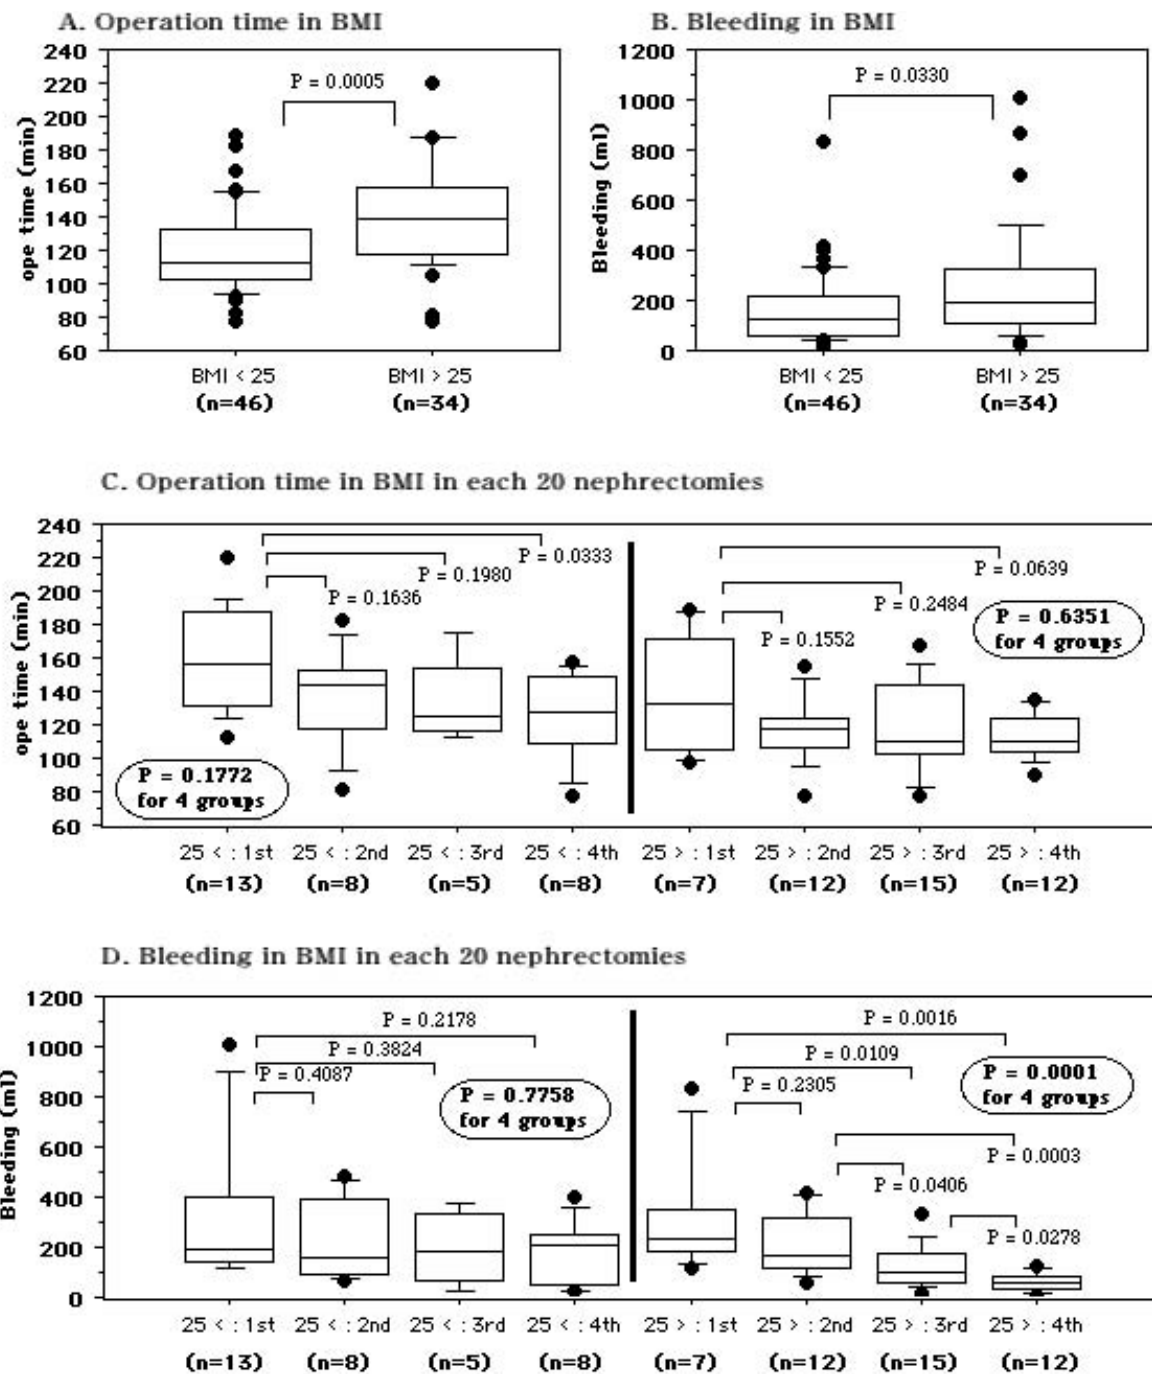 A. Operation time in BMI
B. Bleeding in BMI
240
220
200
180
160
140
120
100
80
60
ope time (min)
P = 0.0005
BMI < 25
BMI > 25
(n=46)
(n=34)
1200
1000
800
600
400
200
0
Bleeding (ml)
P = 0.0330
BMI < 25
BMI > 25
(n=46)
(n=34)
C. Operation time in BMI in each 20 nephrectomies
240
220
200
180
160
140
120
100
80
60
ope time (min)
P = 0.0333
P = 0.1980
P = 0.1636
P = 0.1772
for 4 groups
P = 0.0639
P = 0.2484
P = 0.1552
P = 0.6351
for 4 groups
25 < : 1st
25 < : 2nd
25 < : 3rd
25 < : 4th
25 > : 1st
25 > : 2nd
25 > : 3rd
25 > : 4th
(n=13)
(n=8)
(n=5)
(n=8)
(n=7)
(n=12)
(n=15)
(n=12)
D. Bleeding in BMI in each 20 nephrectomies
1200
1000
800
600
400
200
0
Bleeding (ml)
P = 0.2178
P = 0.3824
P = 0.4087
P = 0.7758
for 4 groups
P = 0.0016
P = 0.0109
P = 0.2305
P = 0.0001
for 4 groups
P = 0.0003
P = 0.0406
P = 0.0278
25 < : 1st
25 < : 2nd
25 < : 3rd
25 < : 4th
25 > : 1st
25 > : 2nd
25 > : 3rd
25 > : 4th
(n=13)
(n=8)
(n=5)
(n=8)
(n=7)
(n=12)
(n=15)
(n=12)